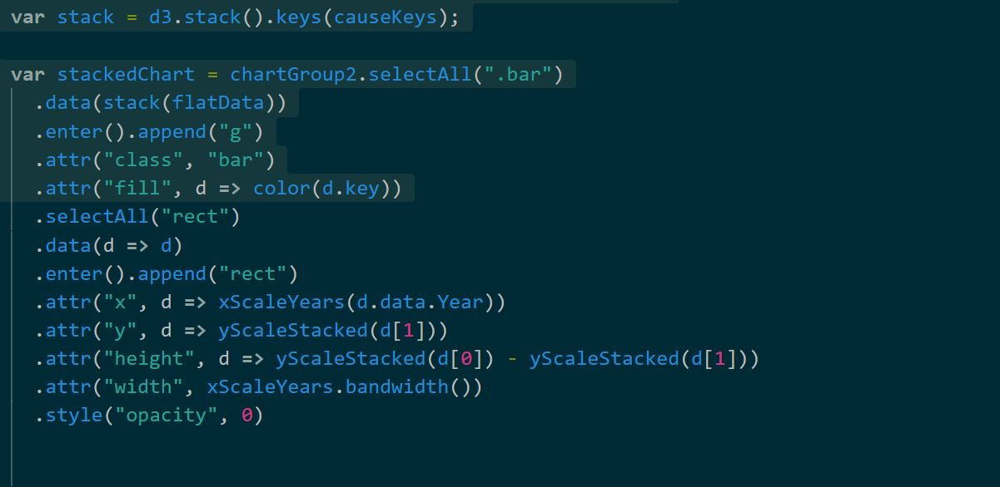 var stack = d3.stack().keys(causeKeys);
var stackedChart = chartGroup2.selectAll(".bar")
.data(stack(flatData))
.enter().append("g")
.attr("class", "bar")
.attr("fill", d => color(d.key))
.selectAll("rect")
.data(d => d)
.enter().append("rect")
.attr("x", d => xScaleYears(d.data.Year))
.attr("y", d => yScaleStacked(d[1]))
.attr("height", d => yScaleStacked(d[0]) - yScaleStacked(d[1]))
.attr("width", xScaleYears.bandwidth())
.style("opacity", 0)